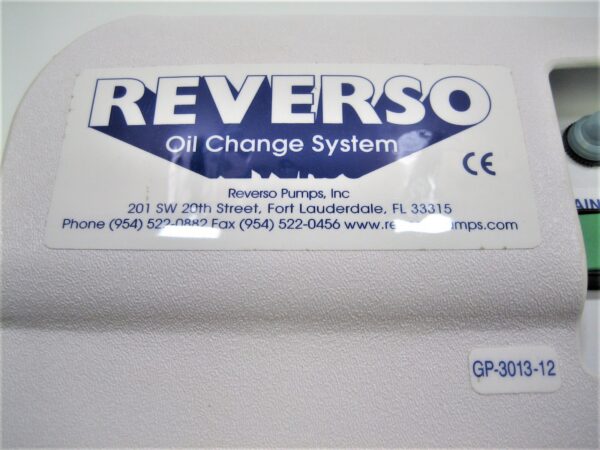 REVERSO
Oil Change System
CE
Reverso Pumps, Inc
201 SW 20th Street, Fort Lauderdale, FL 33315
Phone (954) 522-0882 Fax (954) 522-0456
GP-3013-12